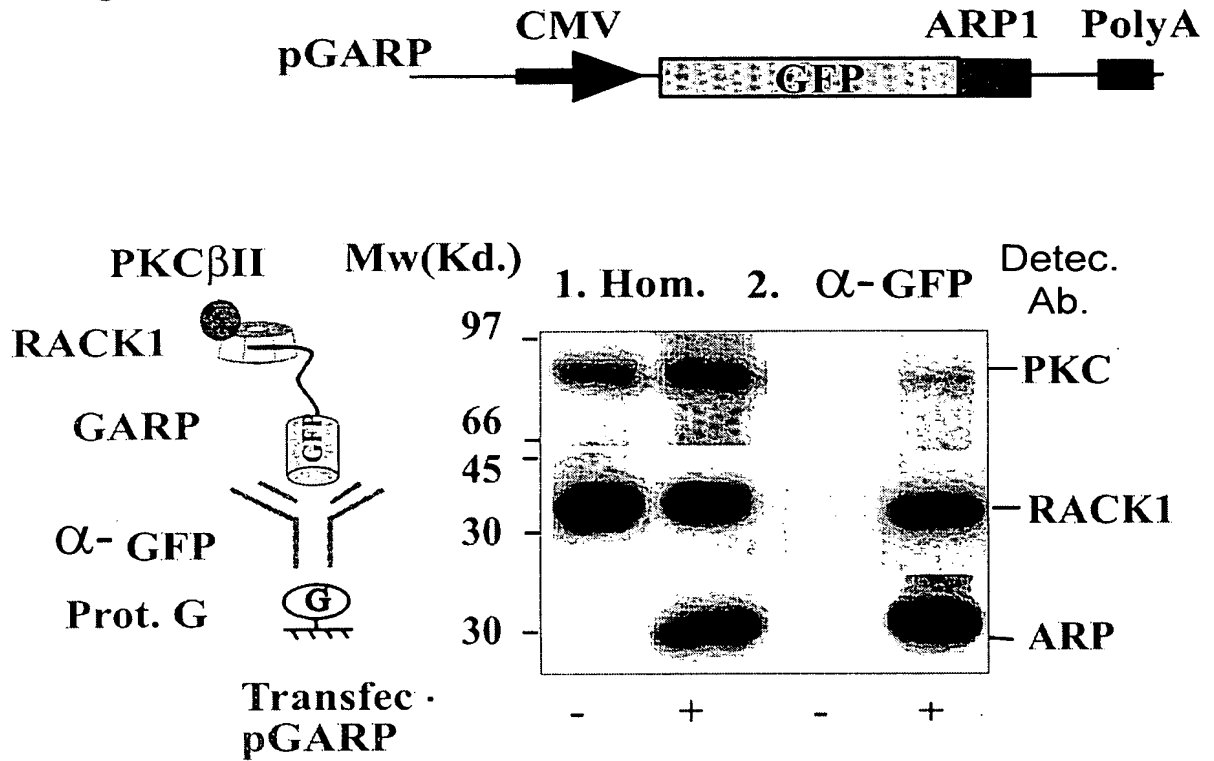 CMV ARP1 PolyA
pGARP
GFP
PKCβII Mw(Kd.) 1. Hom. 2. α-GFP Detec.
Ab.
97
RACK1
PKC
GARP
GFP
66
45
RACK1
30
α- GFP
Prot. G
G
30
ARP
Transfec.
pGARP
- + - +